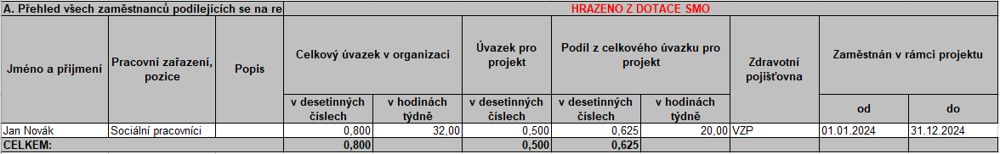 A. Přehled všech zaměstnanců podílejících se na re HRAZENO Z DOTACE SMO
Jméno a přijmení Pracovní zařazení, pozice Popis Celkový úvazek v organizaci Úvazek pro projekt Podíl z celkového úvazku pro projekt Zdravotní pojišťovna Zaměstnán v rámci projektu
v desetinných číslech v hodinách týdně v desetinných číslech v desetinných číslech v hodinách týdně od do
Jan Novák Sociální pracovníci 0,800 32,00 0,500 0,625 20,00 VZP 01.01.2024 31.12.2024
CELKEM: 0,800 0,500 0,625